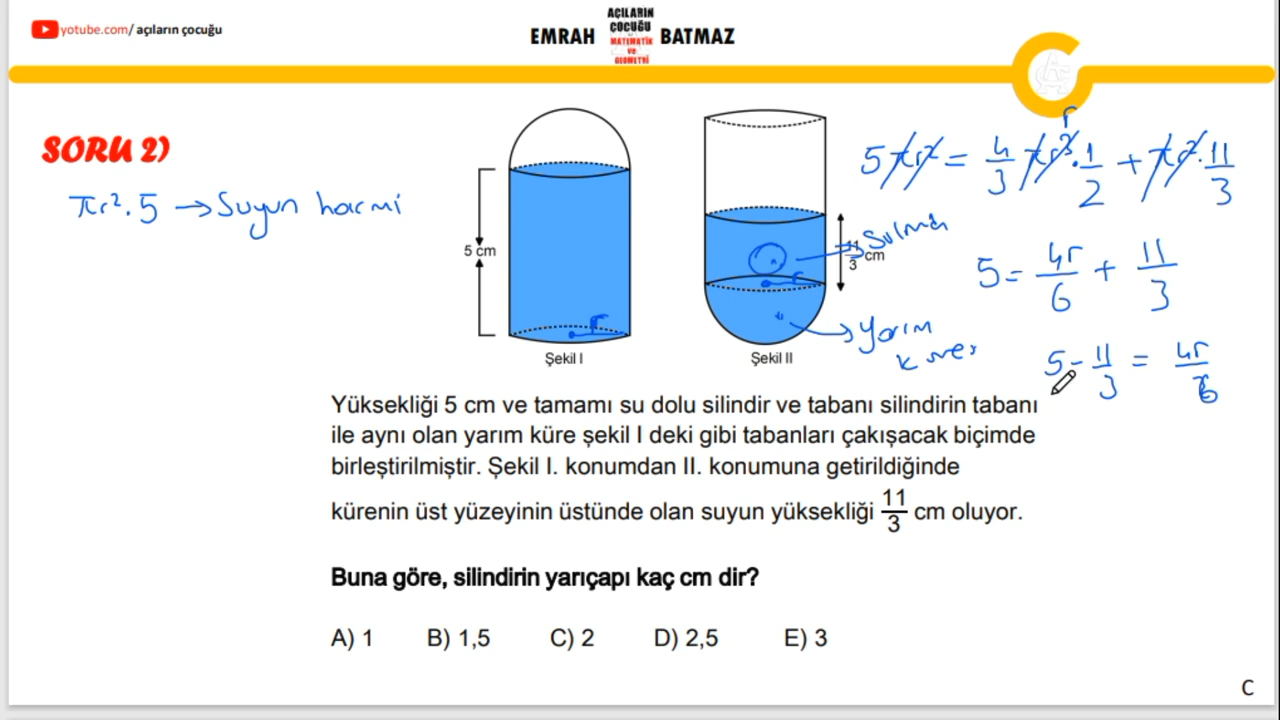 yotube.com/ açıların çocuğu
EMRAH AÇILARIN ÇOCUĞU MATEMATİK ve GEOMETRİ BATMAZ
SORU 2)
πr².5 → Suyun hacmi
5 cm
r
Şekil I
11/3 cm
r
Şekil II
→ Yarım
küre
5πr² = 4/3 πr³ . 1/2 + πr² . 11/3
r
5 = 4r/6 + 11/3
5 - 11/3 = 4r/6
Yüksekliği 5 cm ve tamamı su dolu silindir ve tabanı silindirin tabanı
ile aynı olan yarım küre şekil I deki gibi tabanları çakışacak biçimde
birleştirilmiştir. Şekil I. konumdan II. konumuna getirildiğinde
kürenin üst yüzeyinin üstünde olan suyun yüksekliği 11/3 cm oluyor.
Buna göre, silindirin yarıçapı kaç cm dir?
A) 1 B) 1,5 C) 2 D) 2,5 E) 3
C